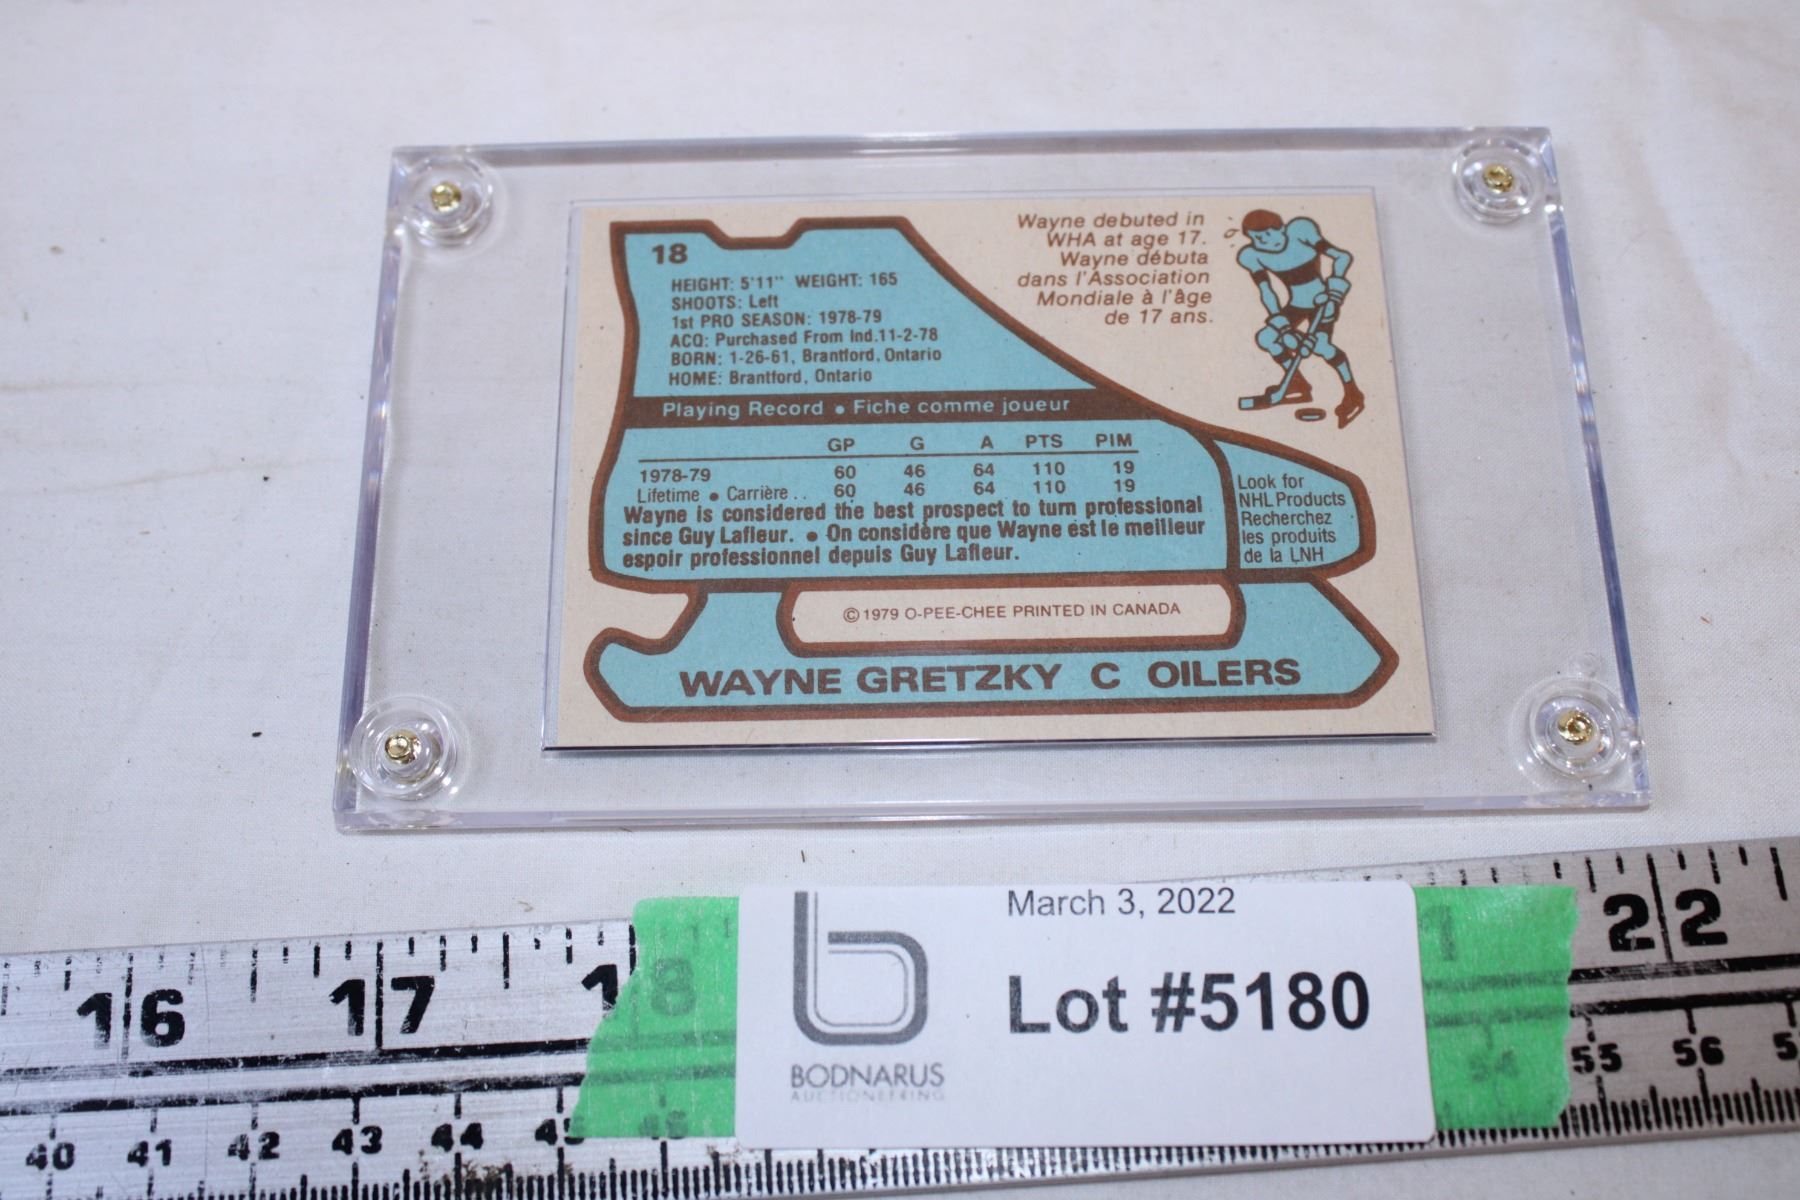 18
HEIGHT: 5'11" WEIGHT: 165
SHOOTS: Left
1st PRO SEASON: 1978-79
ACQ: Purchased From Ind.11-2-78
BORN: 1-26-61, Brantford, Ontario
HOME: Brantford, Ontario
Wayne debuted in
WHA at age 17.
Wayne débuta
dans l'Association
Mondiale à l'âge
de 17 ans.
Playing Record • Fiche comme joueur
GP G A PTS PIM
1978-79 60 46 64 110 19
Lifetime • Carrière .. 60 46 64 110 19
Wayne is considered the best prospect to turn professional
since Guy Lafleur. • On considère que Wayne est le meilleur
espoir professionnel depuis Guy Lafleur.
Look for
NHL Products
Recherchez
les produits
de la LNH
© 1979 O-PEE-CHEE PRINTED IN CANADA
WAYNE GRETZKY C OILERS
March 3, 2022
Lot #5180
BODNARUS
AUCTIONEERING
16 17 18 22
40 41 42 43 44 45 46 54 55 56